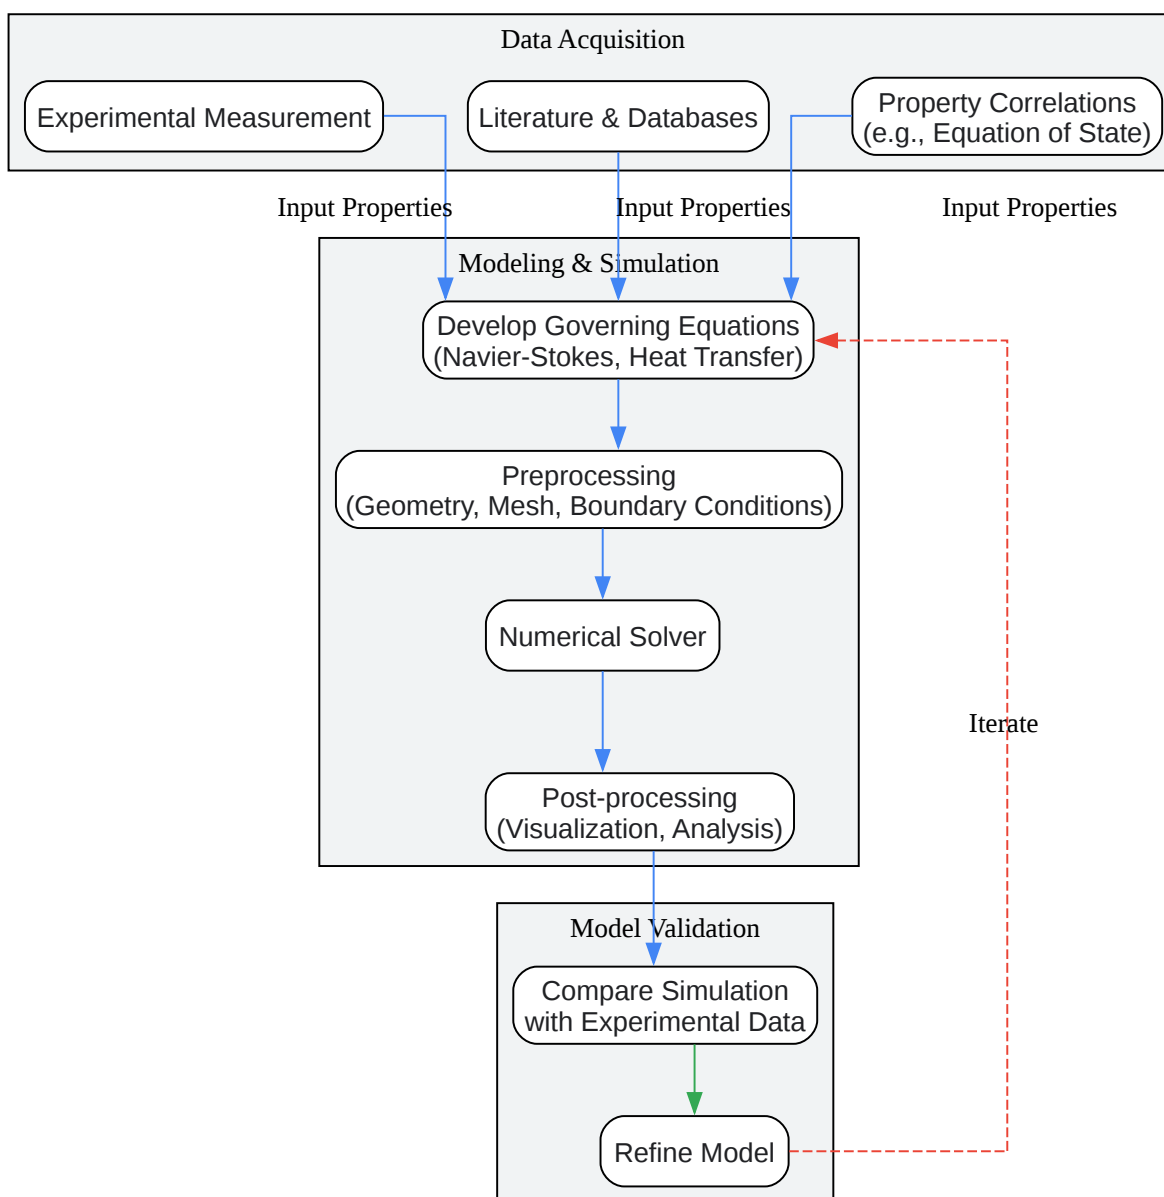 Data Acquisition
Experimental Measurement
Literature & Databases
Property Correlations
(e.g., Equation of State)
Input Properties
Input Properties
Input Properties
Modeling & Simulation
Develop Governing Equations
(Navier-Stokes, Heat Transfer)
Preprocessing
(Geometry, Mesh, Boundary Conditions)
Numerical Solver
Iterate
Post-processing
(Visualization, Analysis)
Model Validation
Compare Simulation
with Experimental Data
Refine Model